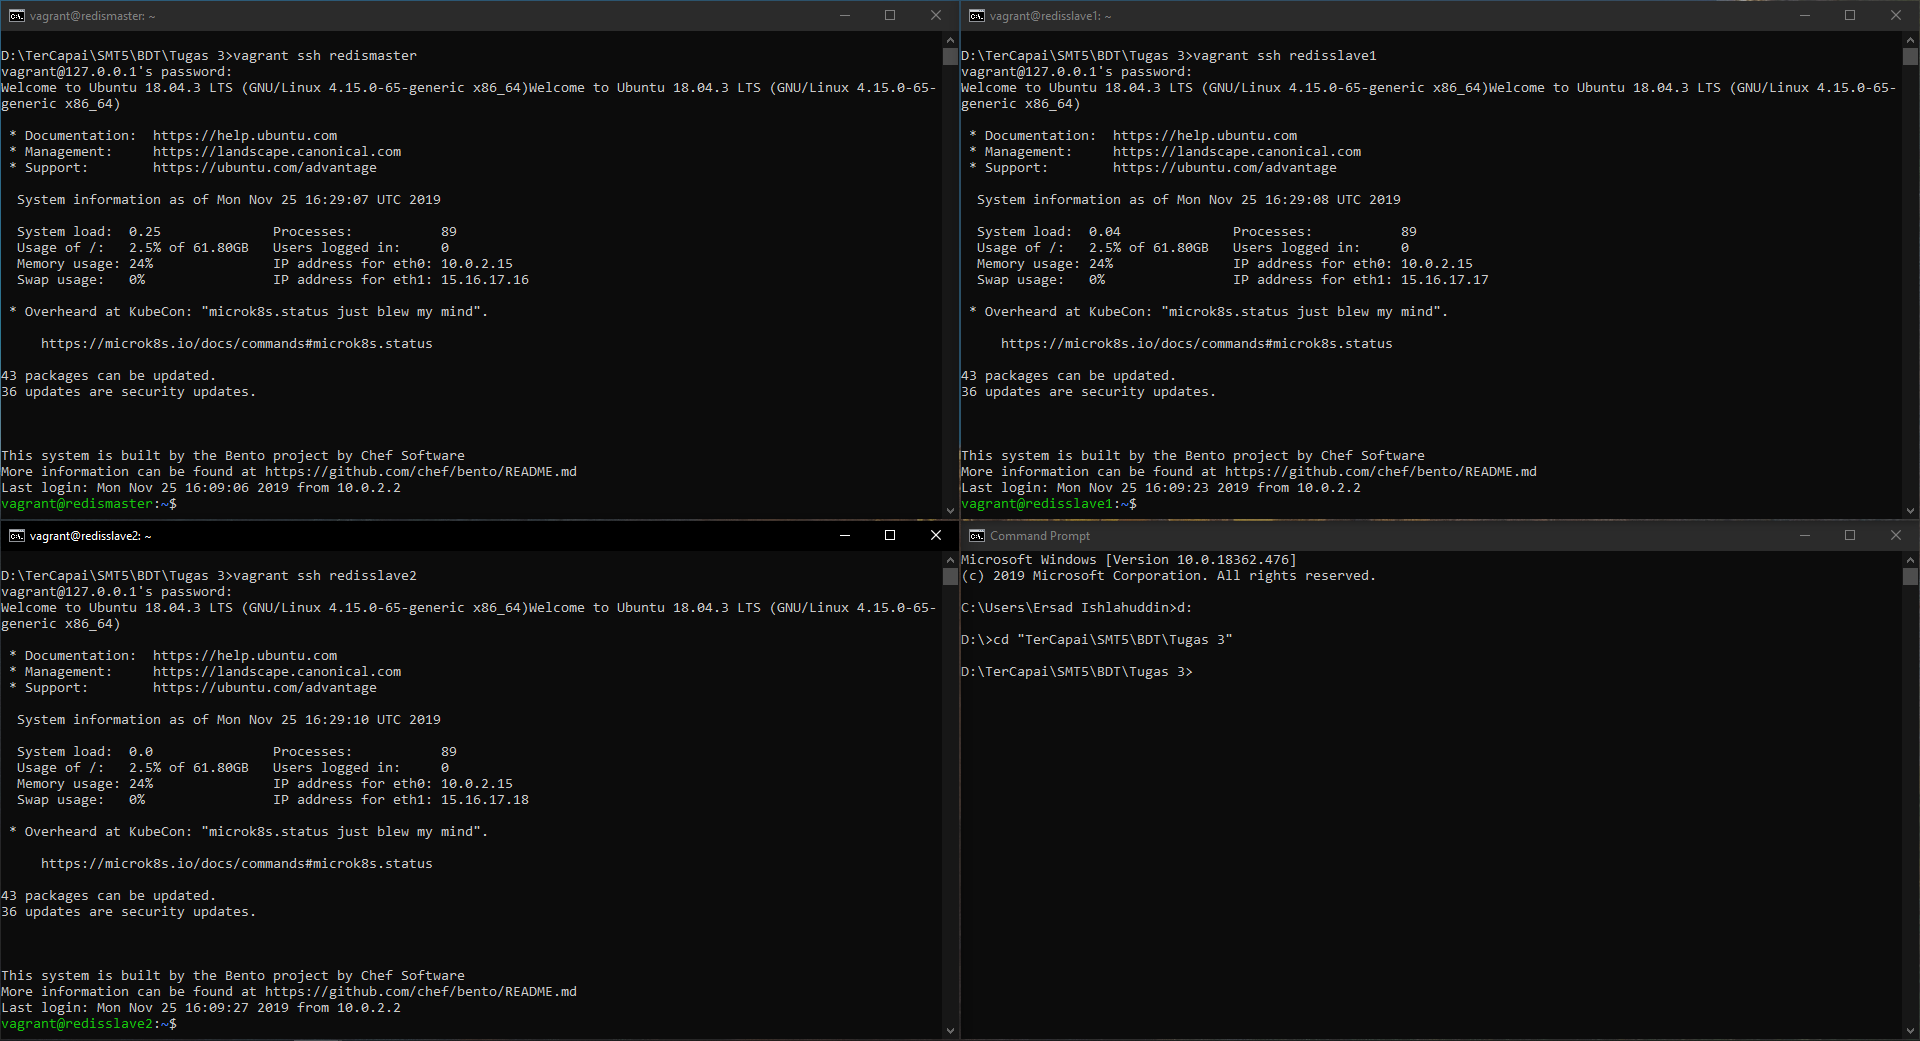 vagrant@redismaster: ~
D:\TerCapai\SMT5\BDT\Tugas 3>vagrant ssh redismaster
vagrant@127.0.0.1's password:
Welcome to Ubuntu 18.04.3 LTS (GNU/Linux 4.15.0-65-generic x86_64)Welcome to Ubuntu 18.04.3 LTS (GNU/Linux 4.15.0-65-
generic x86_64)
* Documentation:  https://help.ubuntu.com
* Management:     https://landscape.canonical.com
* Support:        https://ubuntu.com/advantage
System information as of Mon Nov 25 16:29:07 UTC 2019
System load:  0.25              Processes:           89
Usage of /:   2.5% of 61.80GB   Users logged in:     0
Memory usage: 24%               IP address for eth0: 10.0.2.15
Swap usage:   0%                IP address for eth1: 15.16.17.16
* Overheard at KubeCon: "microk8s.status just blew my mind".
https://microk8s.io/docs/commands#microk8s.status
43 packages can be updated.
36 updates are security updates.
This system is built by the Bento project by Chef Software
More information can be found at https://github.com/chef/bento/README.md
Last login: Mon Nov 25 16:09:06 2019 from 10.0.2.2
vagrant@redismaster:~$
vagrant@redisslave1: ~
D:\TerCapai\SMT5\BDT\Tugas 3>vagrant ssh redisslave1
vagrant@127.0.0.1's password:
Welcome to Ubuntu 18.04.3 LTS (GNU/Linux 4.15.0-65-generic x86_64)Welcome to Ubuntu 18.04.3 LTS (GNU/Linux 4.15.0-65-
generic x86_64)
* Documentation:  https://help.ubuntu.com
* Management:     https://landscape.canonical.com
* Support:        https://ubuntu.com/advantage
System information as of Mon Nov 25 16:29:08 UTC 2019
System load:  0.04              Processes:           89
Usage of /:   2.5% of 61.80GB   Users logged in:     0
Memory usage: 24%               IP address for eth0: 10.0.2.15
Swap usage:   0%                IP address for eth1: 15.16.17.17
* Overheard at KubeCon: "microk8s.status just blew my mind".
https://microk8s.io/docs/commands#microk8s.status
43 packages can be updated.
36 updates are security updates.
This system is built by the Bento project by Chef Software
More information can be found at https://github.com/chef/bento/README.md
Last login: Mon Nov 25 16:09:23 2019 from 10.0.2.2
vagrant@redisslave1:~$
vagrant@redisslave2: ~
D:\TerCapai\SMT5\BDT\Tugas 3>vagrant ssh redisslave2
vagrant@127.0.0.1's password:
Welcome to Ubuntu 18.04.3 LTS (GNU/Linux 4.15.0-65-generic x86_64)Welcome to Ubuntu 18.04.3 LTS (GNU/Linux 4.15.0-65-
generic x86_64)
* Documentation:  https://help.ubuntu.com
* Management:     https://landscape.canonical.com
* Support:        https://ubuntu.com/advantage
System information as of Mon Nov 25 16:29:10 UTC 2019
System load:  0.0               Processes:           89
Usage of /:   2.5% of 61.80GB   Users logged in:     0
Memory usage: 24%               IP address for eth0: 10.0.2.15
Swap usage:   0%                IP address for eth1: 15.16.17.18
* Overheard at KubeCon: "microk8s.status just blew my mind".
https://microk8s.io/docs/commands#microk8s.status
43 packages can be updated.
36 updates are security updates.
This system is built by the Bento project by Chef Software
More information can be found at https://github.com/chef/bento/README.md
Last login: Mon Nov 25 16:09:27 2019 from 10.0.2.2
vagrant@redisslave2:~$
Command Prompt
Microsoft Windows [Version 10.0.18362.476]
(c) 2019 Microsoft Corporation. All rights reserved.
C:\Users\Ersad Ishlahuddin>d:
D:\>cd "TerCapai\SMT5\BDT\Tugas 3"
D:\TerCapai\SMT5\BDT\Tugas 3>